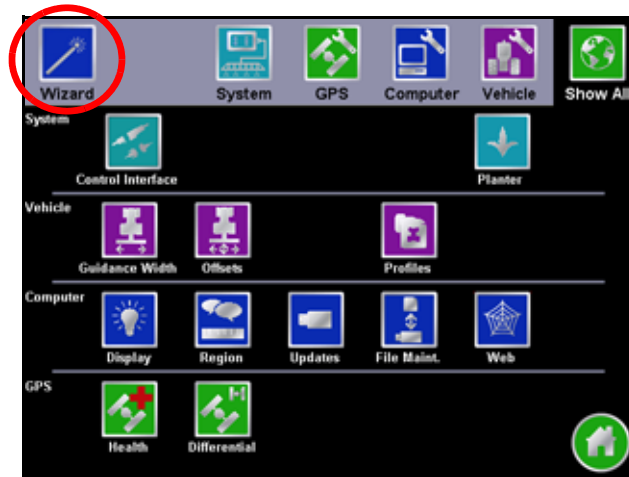 Wizard System GPS Computer Vehicle Show All
System
Control Interface Planter
Vehicle
Guidance Width Offsets Profiles
Computer
Display Region Updates File Maint. Web
GPS
Health Differential